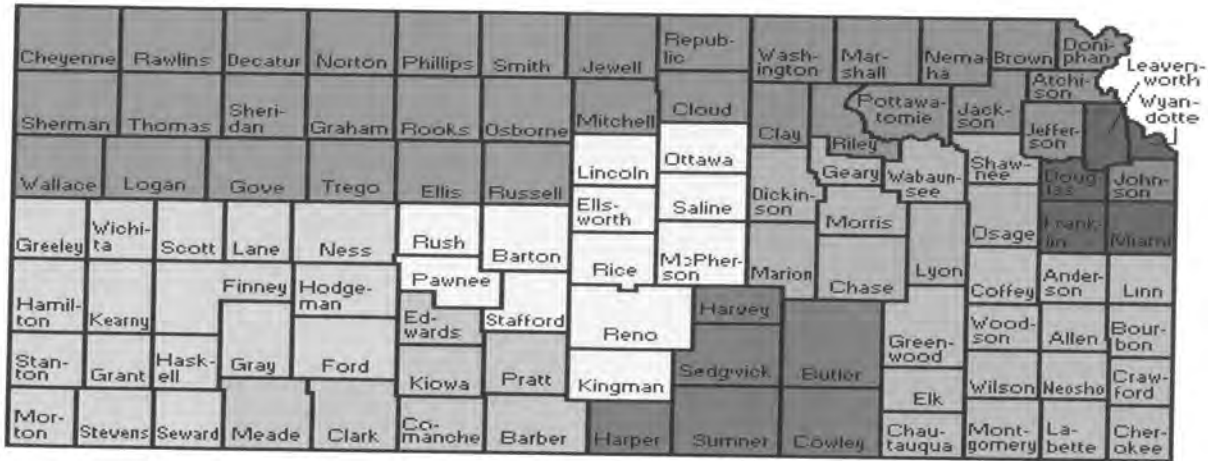 Cheyenne
Rawlins
Decatur
Norton
Phillips
Smith
Jewell
Repub-
lic
Wash-
ington
Mar-
shall
Nema-
ha
Brown
Doni-
phan
Leaven-
worth
Wyan-
dotte
Atchi-
son
Sherman
Thomas
Sheri-
dan
Graham
Rooks
Osborne
Mitchell
Cloud
Clay
Riley
Pottawa-
tomie
Jack-
son
Jeffer-
son
Wallace
Logan
Gove
Trego
Ellis
Russell
Lincoln
Ottawa
Dickin-
son
Geary
Wabaun-
see
Shaw-
nee
Doug-
las
John-
son
Ells-
worth
Saline
Morris
Greeley
Wichi-
ta
Scott
Lane
Ness
Rush
Barton
Rice
McPher-
son
Marion
Chase
Lyon
Osage
Frank-
lin
Miami
Hamil-
ton
Kearny
Finney
Hodge-
man
Pawnee
Ed-
wards
Stafford
Reno
Harvey
Coffey
Ander-
son
Linn
Stan-
ton
Grant
Hask-
ell
Gray
Ford
Kiowa
Pratt
Kingman
Sedgwick
Butler
Green-
wood
Wood-
son
Allen
Bour-
bon
Elk
Wilson
Neosho
Craw-
ford
Mor-
ton
Stevens
Seward
Meade
Clark
Co-
manche
Barber
Harper
Sumner
Cowley
Chau-
tauqua
Mont-
gomery
La-
bette
Cher-
okee